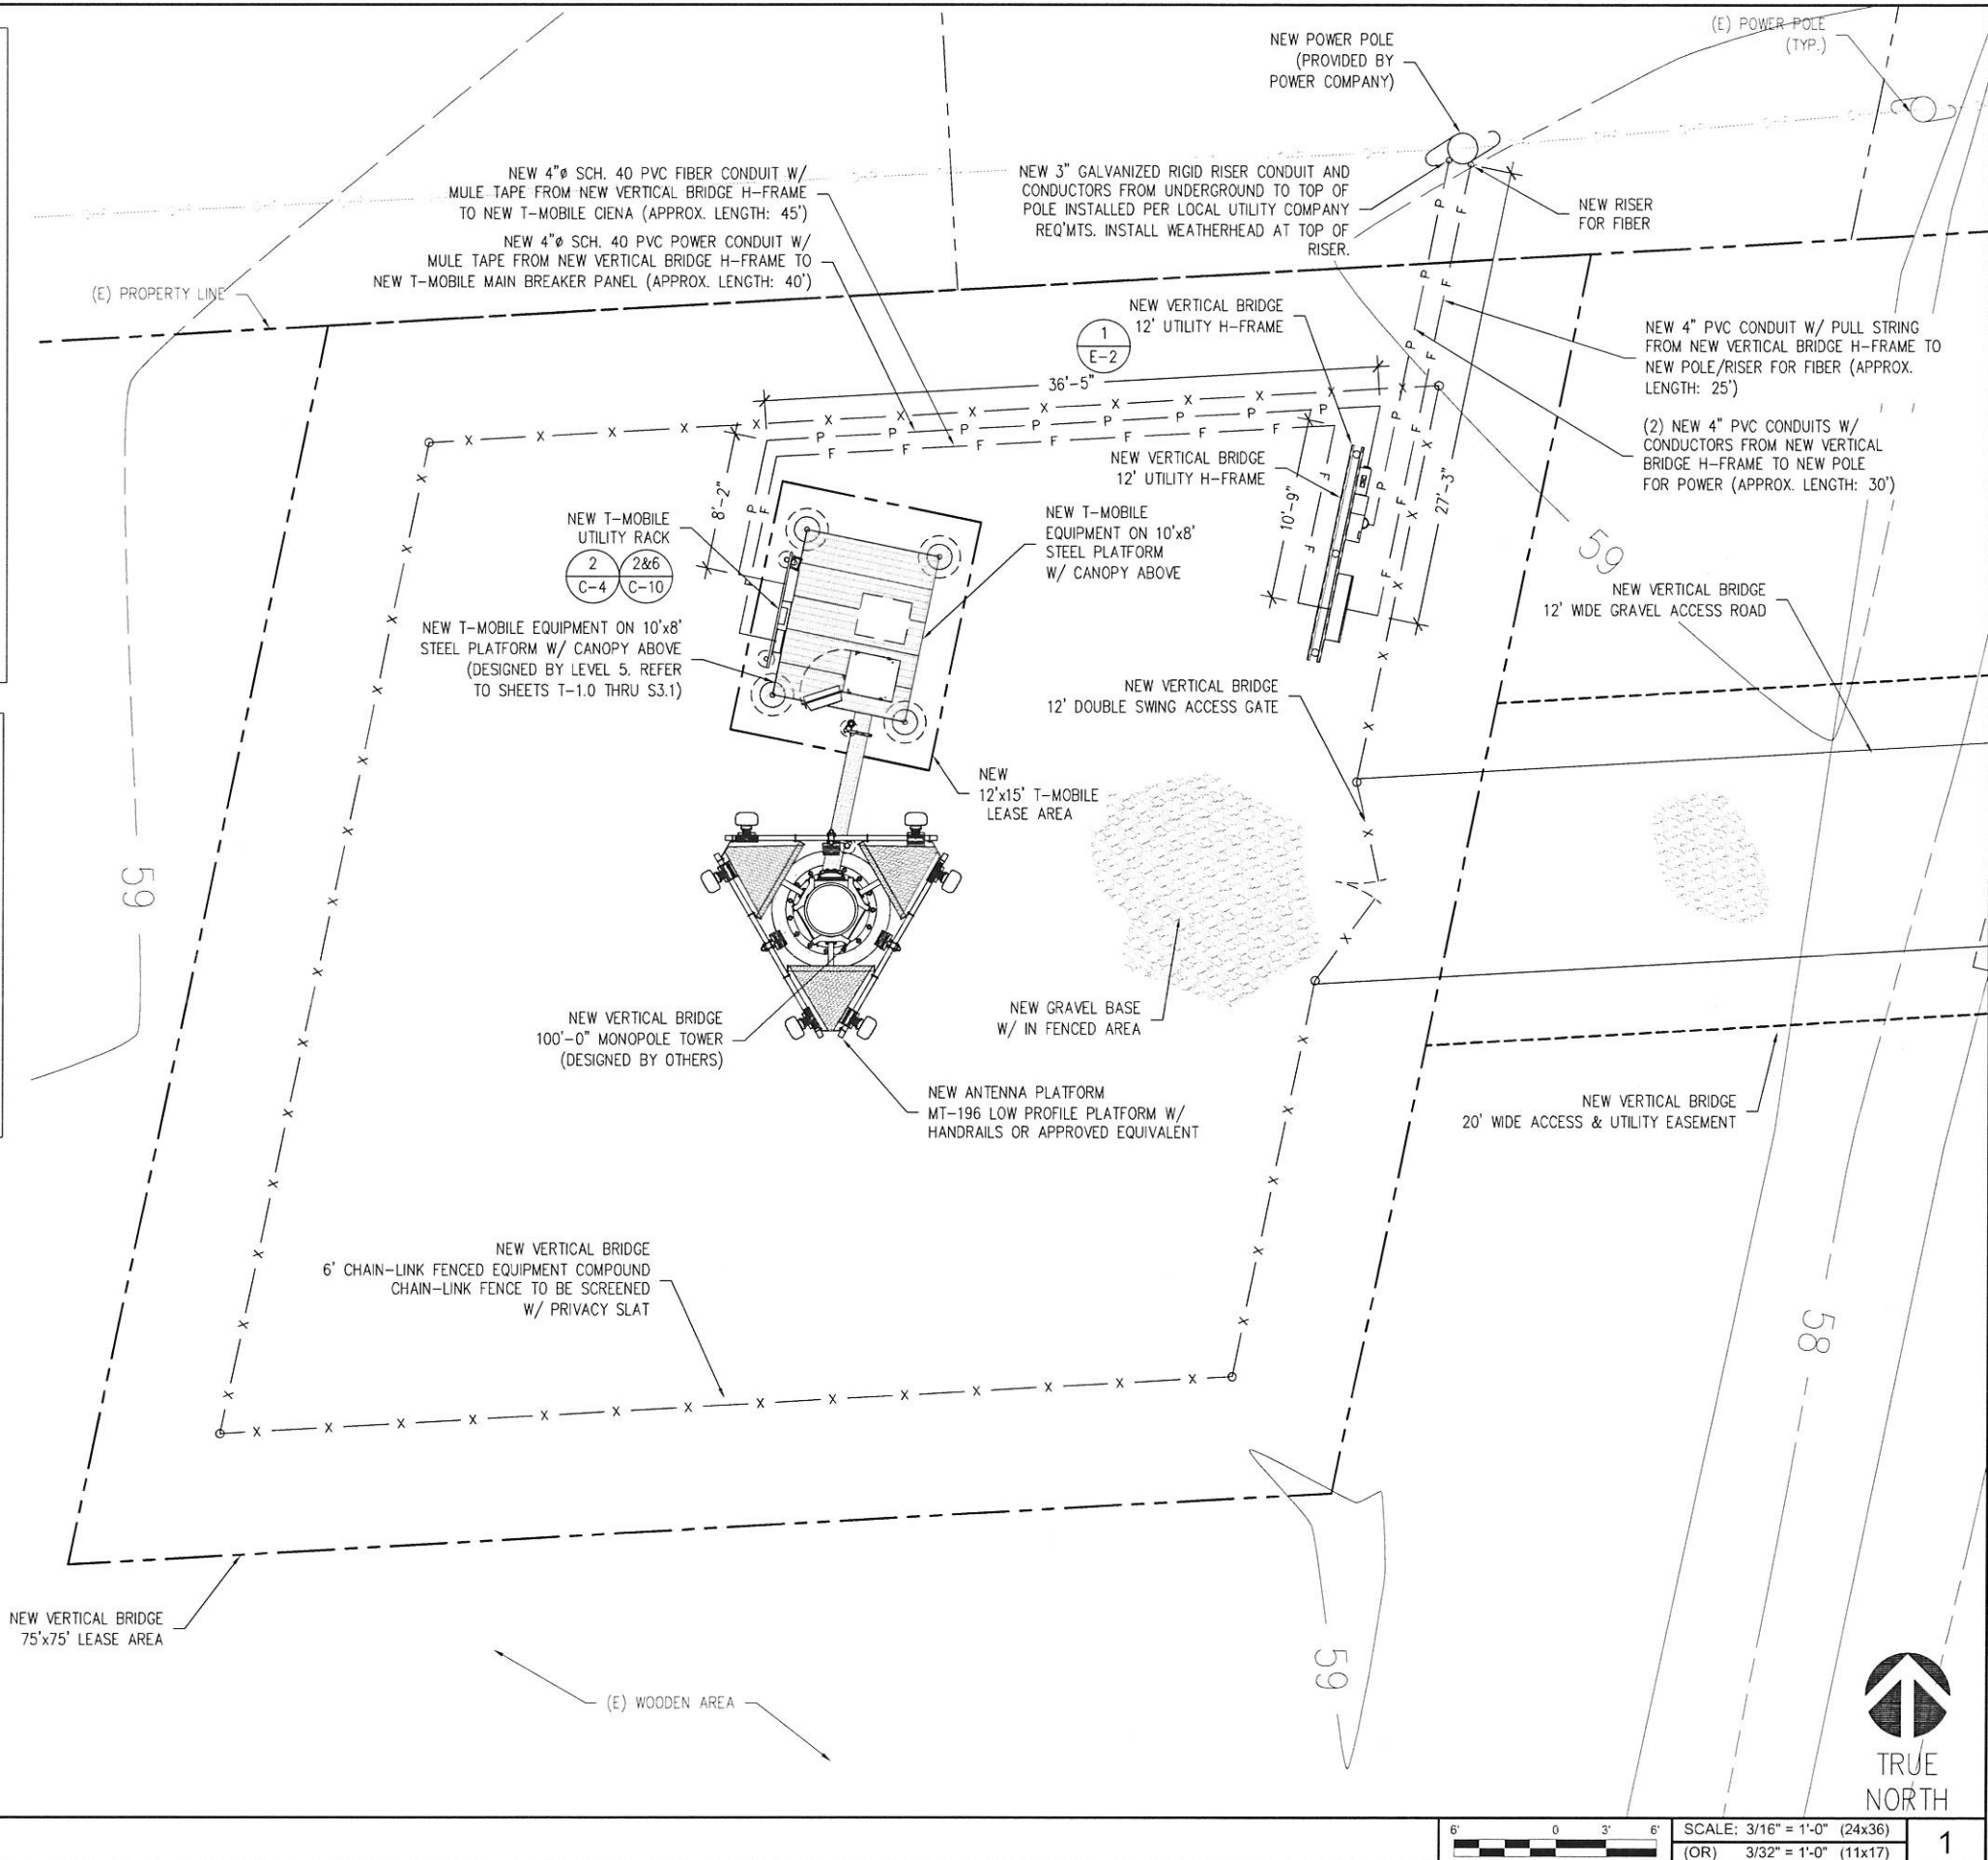 (E) POWER POLE
(TYP.)
NEW POWER POLE
(PROVIDED BY
POWER COMPANY)
NEW 4"ø SCH. 40 PVC FIBER CONDUIT W/
MULE TAPE FROM NEW VERTICAL BRIDGE H-FRAME
TO NEW T-MOBILE CIENA (APPROX. LENGTH: 45')
NEW 4"ø SCH. 40 PVC POWER CONDUIT W/
MULE TAPE FROM NEW VERTICAL BRIDGE H-FRAME TO
NEW T-MOBILE MAIN BREAKER PANEL (APPROX. LENGTH: 40')
NEW 3" GALVANIZED RIGID RISER CONDUIT AND
CONDUCTORS FROM UNDERGROUND TO TOP OF
POLE INSTALLED PER LOCAL UTILITY COMPANY
REQ'MTS. INSTALL WEATHERHEAD AT TOP OF
RISER.
NEW RISER
FOR FIBER
(E) PROPERTY LINE
NEW VERTICAL BRIDGE
12' UTILITY H-FRAME
1
E-2
36'-5"
NEW 4" PVC CONDUIT W/ PULL STRING
FROM NEW VERTICAL BRIDGE H-FRAME TO
NEW POLE/RISER FOR FIBER (APPROX.
LENGTH: 25')
(2) NEW 4" PVC CONDUITS W/
CONDUCTORS FROM NEW VERTICAL
BRIDGE H-FRAME TO NEW POLE
FOR POWER (APPROX. LENGTH: 30')
NEW VERTICAL BRIDGE
12' UTILITY H-FRAME
8'-2"
10'-9"
27'-3"
NEW T-MOBILE
UTILITY RACK
2
C-4
2&6
C-10
NEW T-MOBILE
EQUIPMENT ON 10'x8'
STEEL PLATFORM
W/ CANOPY ABOVE
59
NEW VERTICAL BRIDGE
12' WIDE GRAVEL ACCESS ROAD
NEW T-MOBILE EQUIPMENT ON 10'x8'
STEEL PLATFORM W/ CANOPY ABOVE
(DESIGNED BY LEVEL 5. REFER
TO SHEETS T-1.0 THRU S3.1)
NEW VERTICAL BRIDGE
12' DOUBLE SWING ACCESS GATE
NEW
12'x15' T-MOBILE
LEASE AREA
59
NEW GRAVEL BASE
W/ IN FENCED AREA
NEW VERTICAL BRIDGE
100'-0" MONOPOLE TOWER
(DESIGNED BY OTHERS)
NEW ANTENNA PLATFORM
MT-196 LOW PROFILE PLATFORM W/
HANDRAILS OR APPROVED EQUIVALENT
NEW VERTICAL BRIDGE
20' WIDE ACCESS & UTILITY EASEMENT
NEW VERTICAL BRIDGE
6' CHAIN-LINK FENCED EQUIPMENT COMPOUND
CHAIN-LINK FENCE TO BE SCREENED
W/ PRIVACY SLAT
58
NEW VERTICAL BRIDGE
75'x75' LEASE AREA
59
(E) WOODEN AREA
TRUE
NORTH
6' 0 3' 6'
SCALE: 3/16" = 1'-0" (24x36)
(OR) 3/32" = 1'-0" (11x17)
1